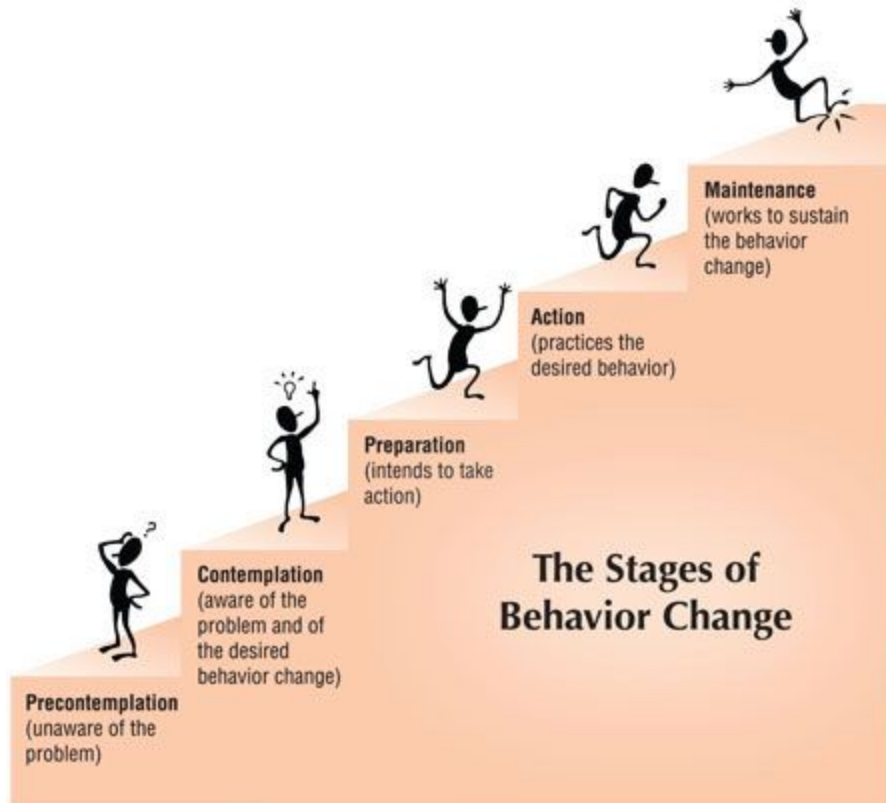 Maintenance
(works to sustain
the behavior
change)
Action
(practices the
desired behavior)
Preparation
(intends to take
action)
Contemplation
(aware of the
problem and of
the desired
behavior change)
Precontemplation
(unaware of the
problem)
?
The Stages of
Behavior Change